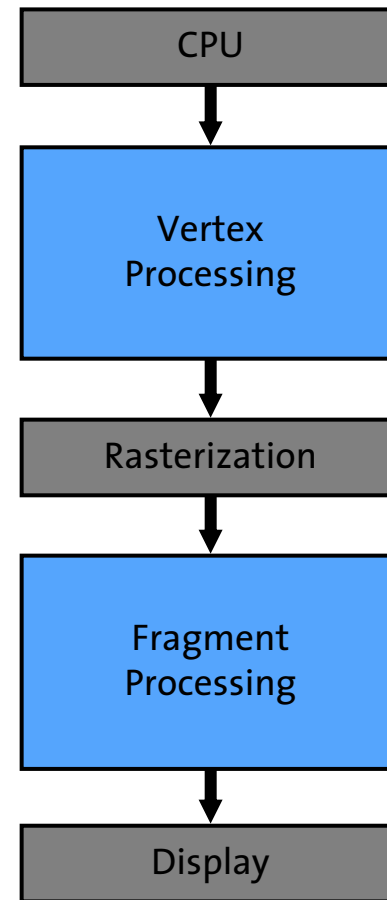 CPU
Vertex
Processing
Rasterization
Fragment
Processing
Display